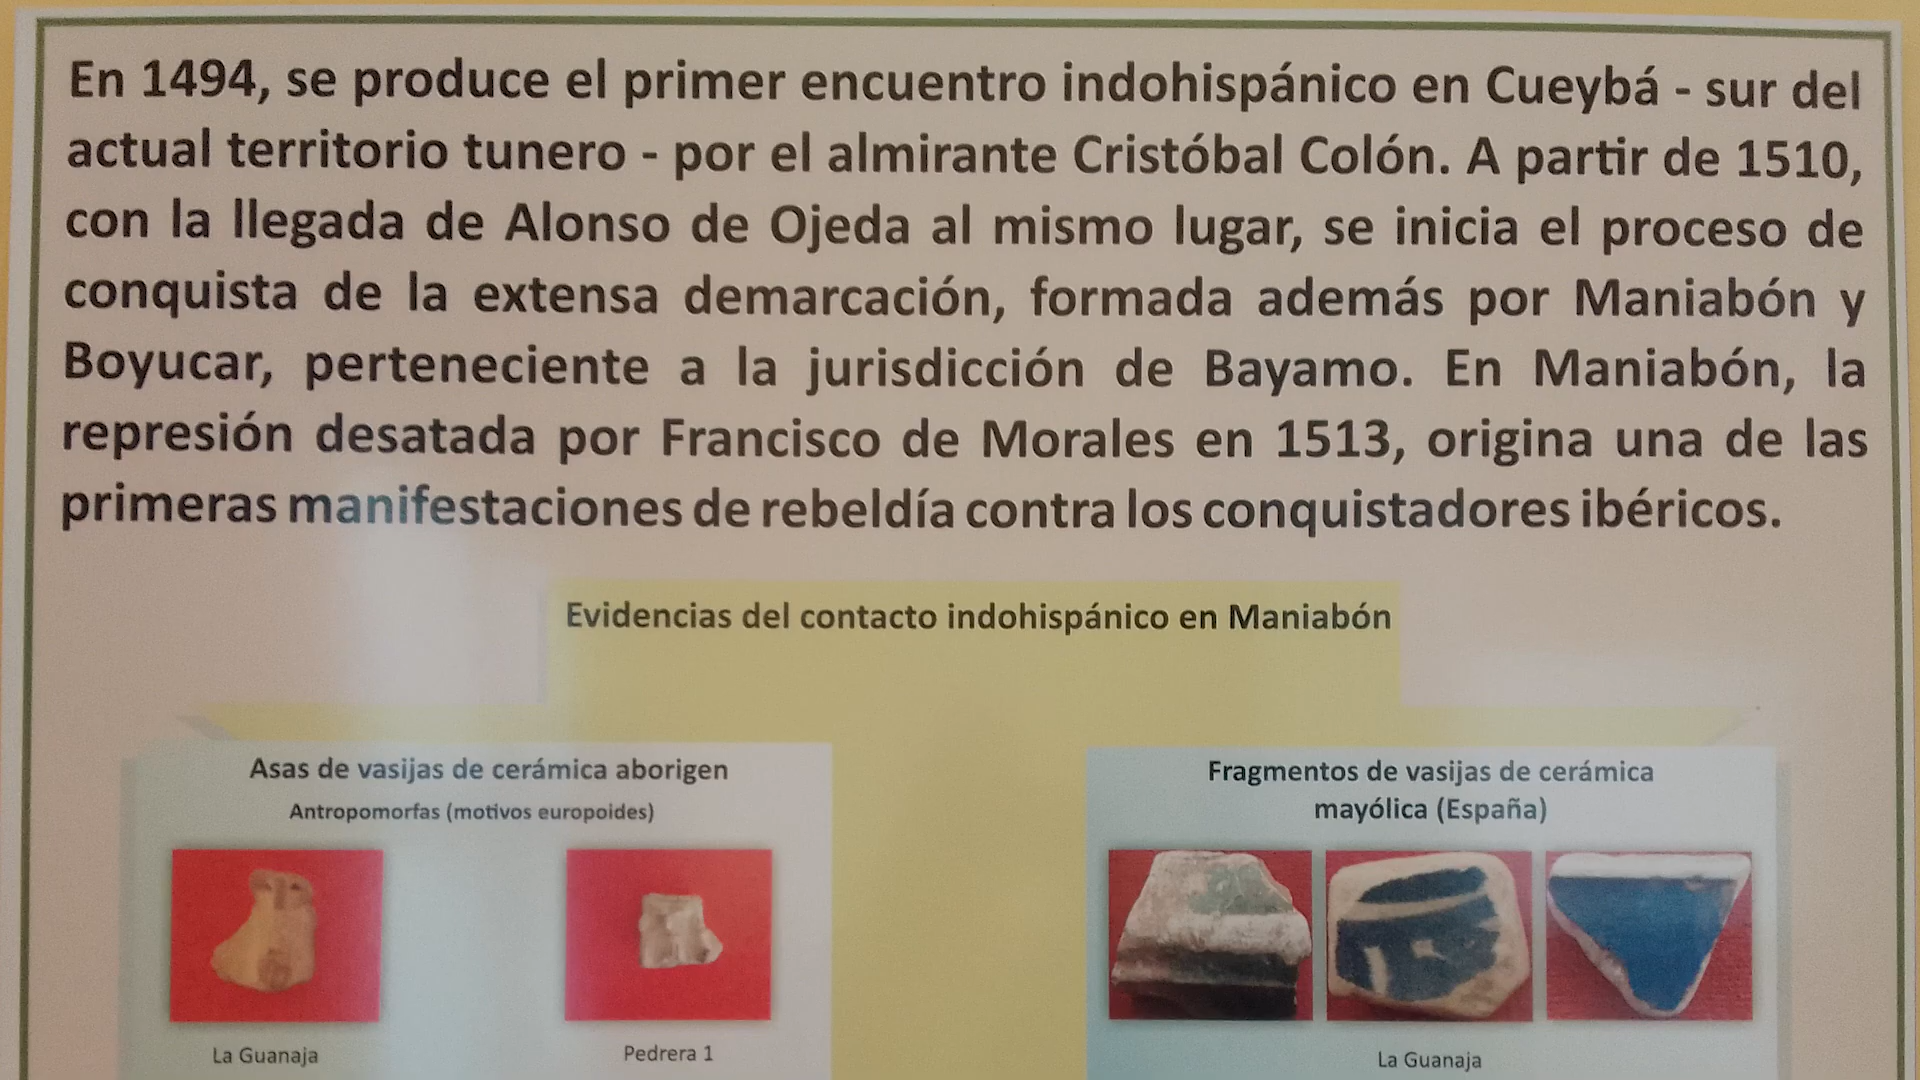 En 1494, se produce el primer encuentro indohispánico en Cueybá - sur del
actual territorio tunero - por el almirante Cristóbal Colón. A partir de 1510,
con la llegada de Alonso de Ojeda al mismo lugar, se inicia el proceso de
conquista de la extensa demarcación, formada además por Maniabón y
Boyucar, perteneciente a la jurisdicción de Bayamo. En Maniabón, la
represión desatada por Francisco de Morales en 1513, origina una de las
primeras manifestaciones de rebeldía contra los conquistadores ibéricos.
Evidencias del contacto indohispánico en Maniabón
Asas de vasijas de cerámica aborigen
Antropomorfas (motivos europoides)
La Guanaja
Pedrera 1
Fragmentos de vasijas de cerámica
mayólica (España)
La Guanaja